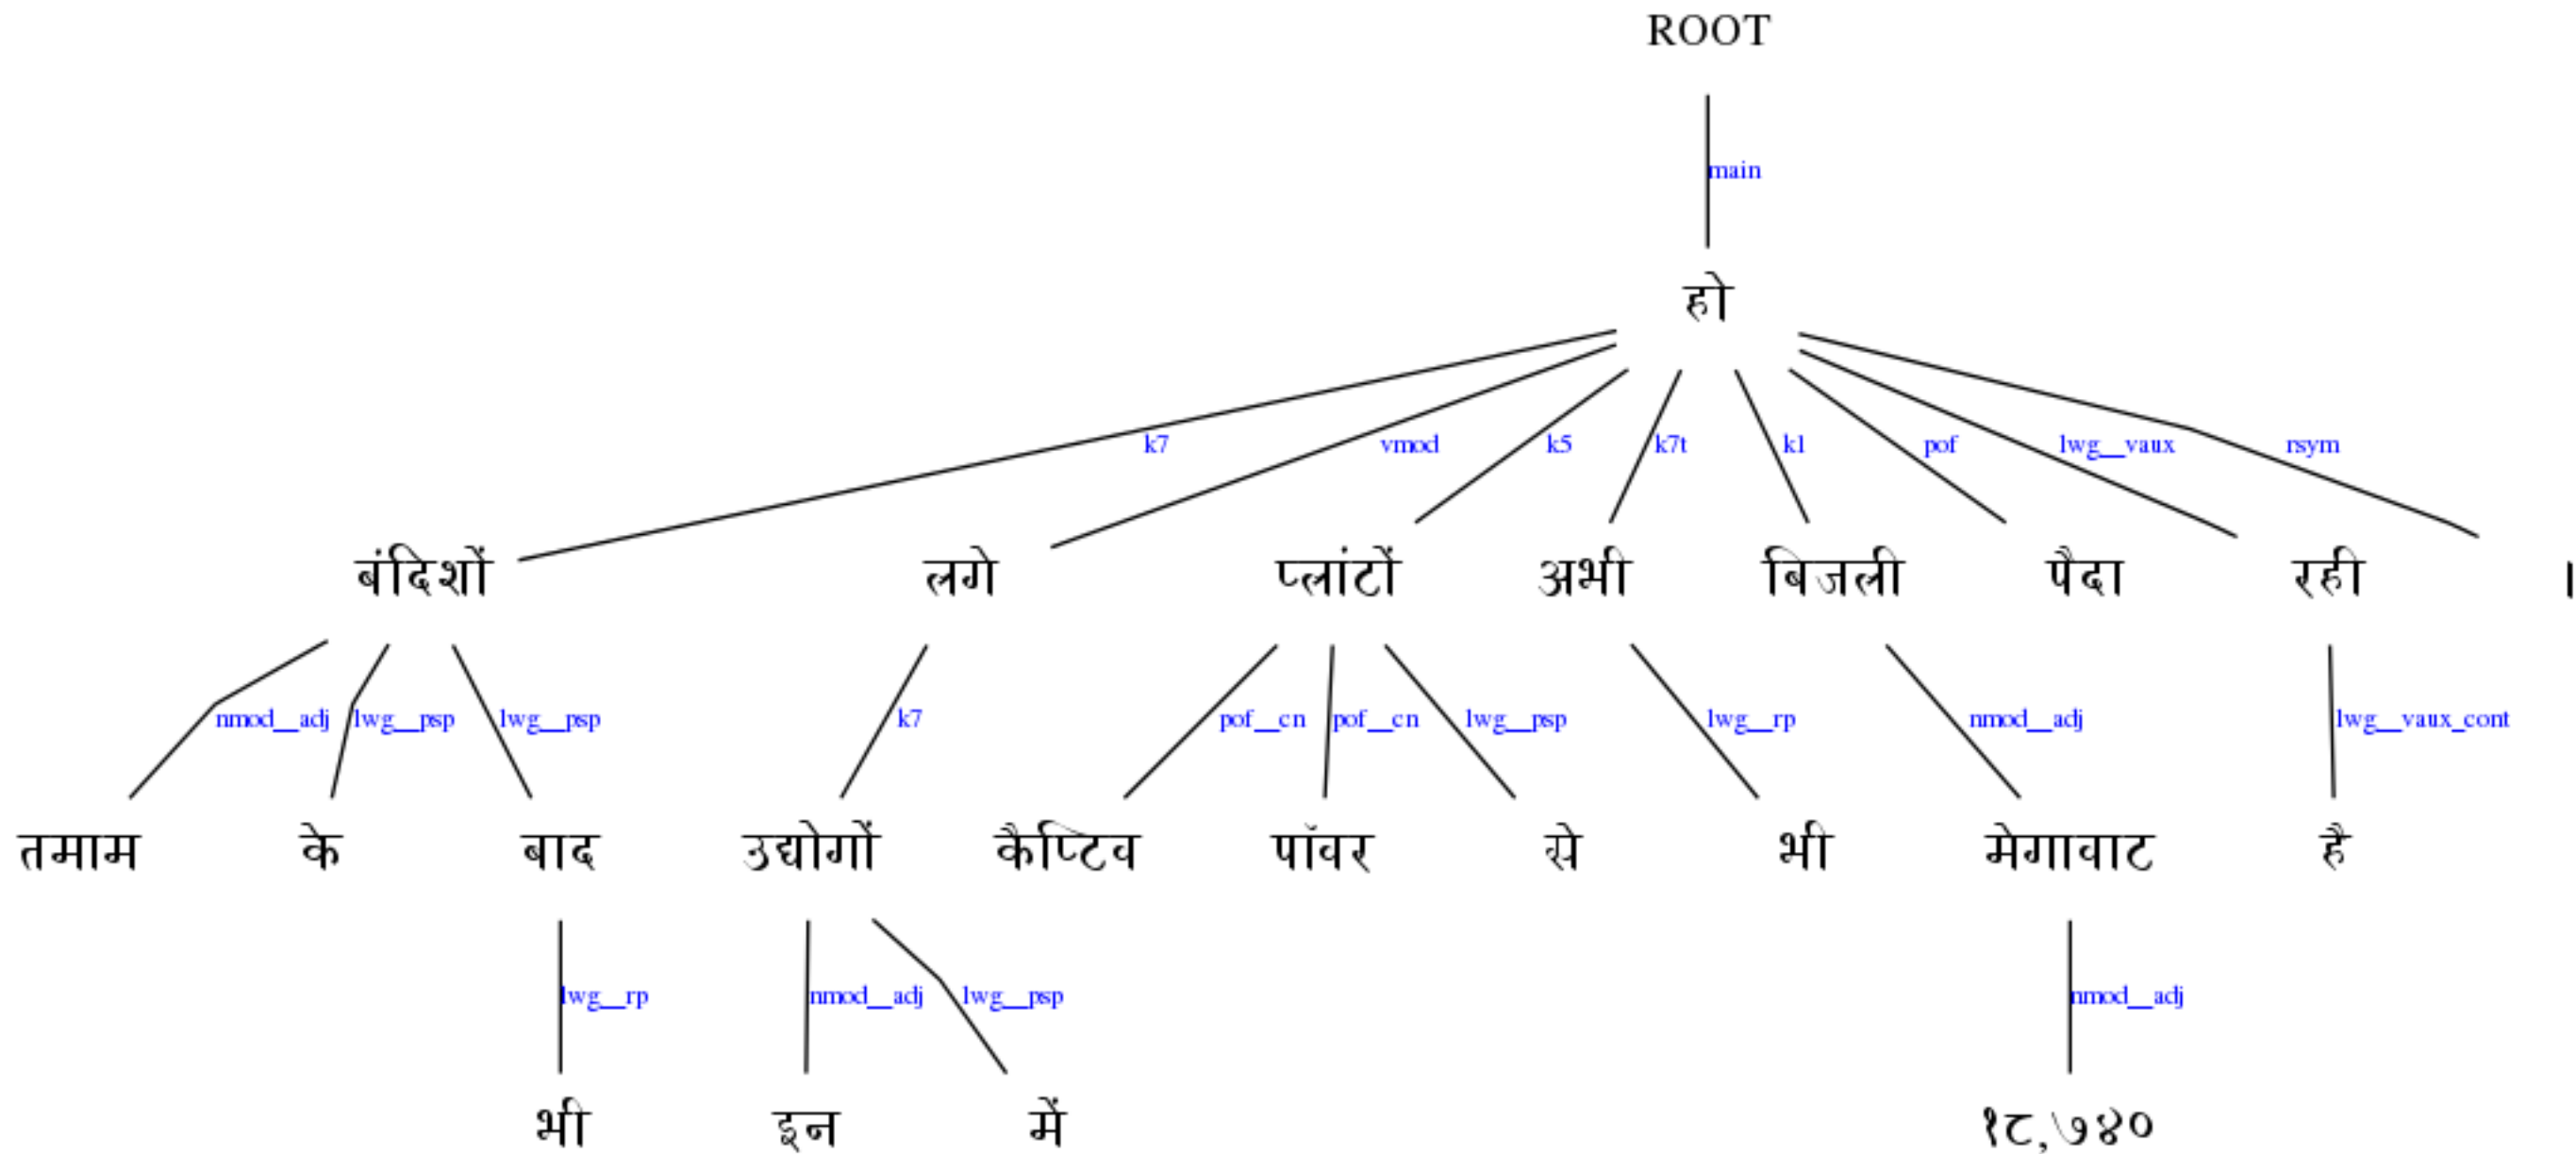 ROOT
main
हो
k7 vmod k5 k7t k1 pof lwg__vaux rsym
बंदिशों लगे प्लांटों अभी बिजली पैदा रही ।
nmod__adj lwg__psp lwg__psp k7 pof__cn pof__cn lwg__psp lwg__rp nmod__adj lwg__vaux_cont
तमाम के बाद उद्योगों कैप्टिव पॉवर से भी मेगावाट है
lwg__rp nmod__adj lwg__psp nmod__adj
भी इन में १८,७४०